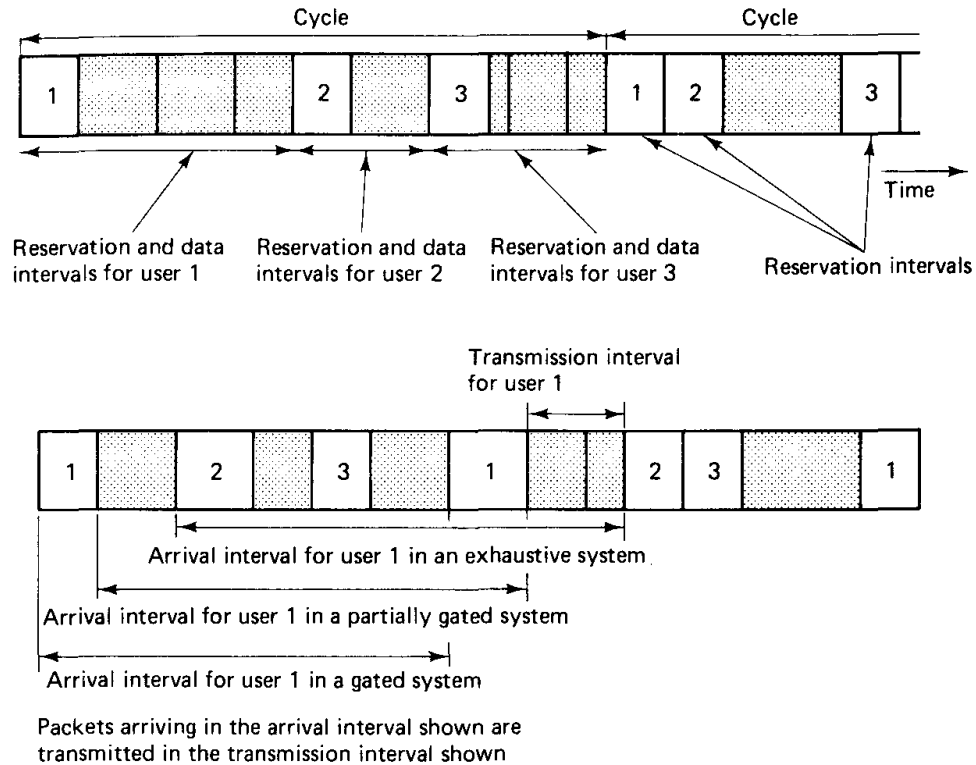 Cycle
Cycle
1
2
3
1
2
3
Time
Reservation and data
intervals for user 1
Reservation and data
intervals for user 2
Reservation and data
intervals for user 3
Reservation intervals
Transmission interval
for user 1
1
2
3
1
2
3
1
Arrival interval for user 1 in an exhaustive system
Arrival interval for user 1 in a partially gated system
Arrival interval for user 1 in a gated system
Packets arriving in the arrival interval shown are
transmitted in the transmission interval shown